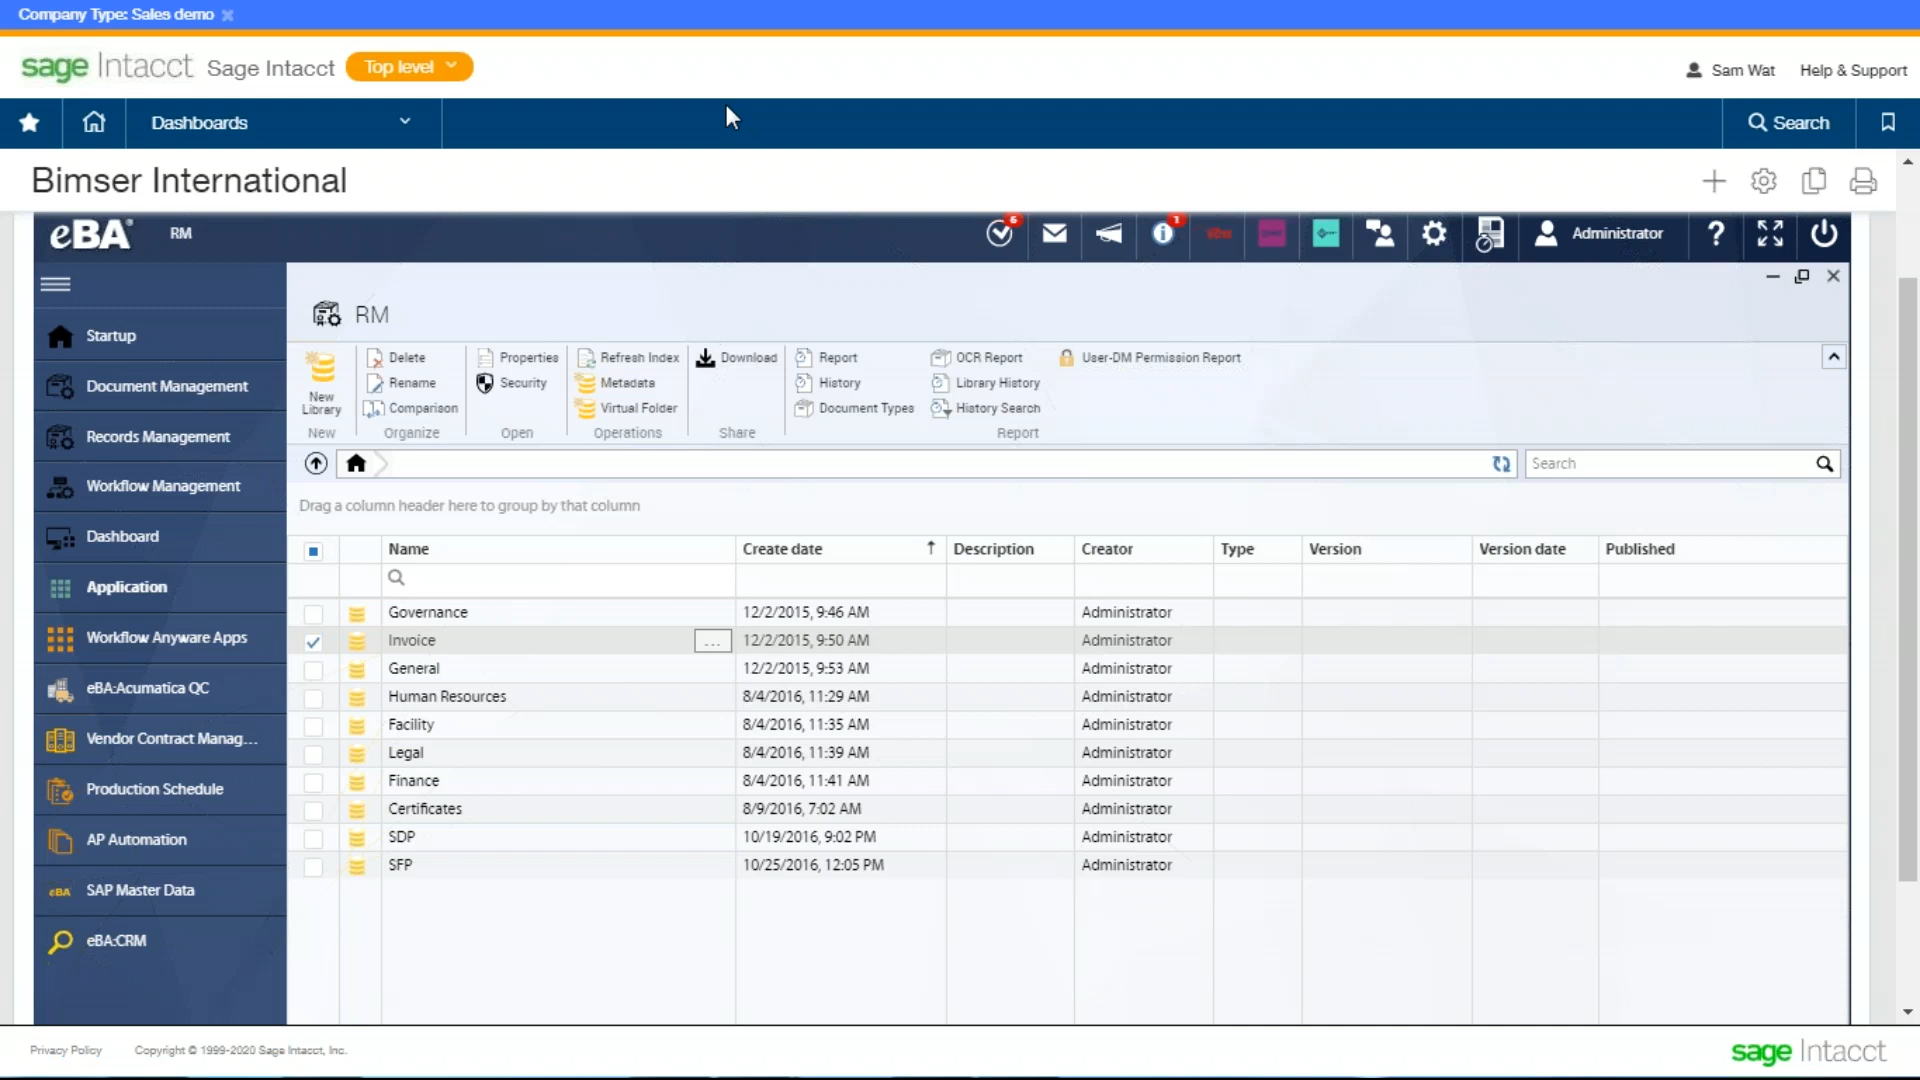 Company Type: Sales demo
sage Intacct Sage Intacct Top level
Sam Wat Help & Support
Dashboards Search
Bimser International
eBA RM 6 1 Administrator ?
RM
Startup
Document Management
Records Management
Workflow Management
Dashboard
Application
Workflow Anyware Apps
eBA:Acumatica QC
Vendor Contract Manag...
Production Schedule
AP Automation
eBA SAP Master Data
eBA:CRM
New Library
New
Delete
Rename
Comparison
Organize
Properties
Security
Open
Refresh Index
Metadata
Virtual Folder
Operations
Download
Share
Report
History
Document Types
OCR Report
Library History
History Search
User-DM Permission Report
Report
Search
Drag a column header here to group by that column
Name Create date Description Creator Type Version Version date Published
Governance 12/2/2015, 9:46 AM Administrator
Invoice ... 12/2/2015, 9:50 AM Administrator
General 12/2/2015, 9:53 AM Administrator
Human Resources 8/4/2016, 11:29 AM Administrator
Facility 8/4/2016, 11:35 AM Administrator
Legal 8/4/2016, 11:39 AM Administrator
Finance 8/4/2016, 11:41 AM Administrator
Certificates 8/9/2016, 7:02 AM Administrator
SDP 10/19/2016, 9:02 PM Administrator
SFP 10/25/2016, 12:05 PM Administrator
Privacy Policy Copyright © 1999-2020 Sage Intacct, Inc. sage Intacct